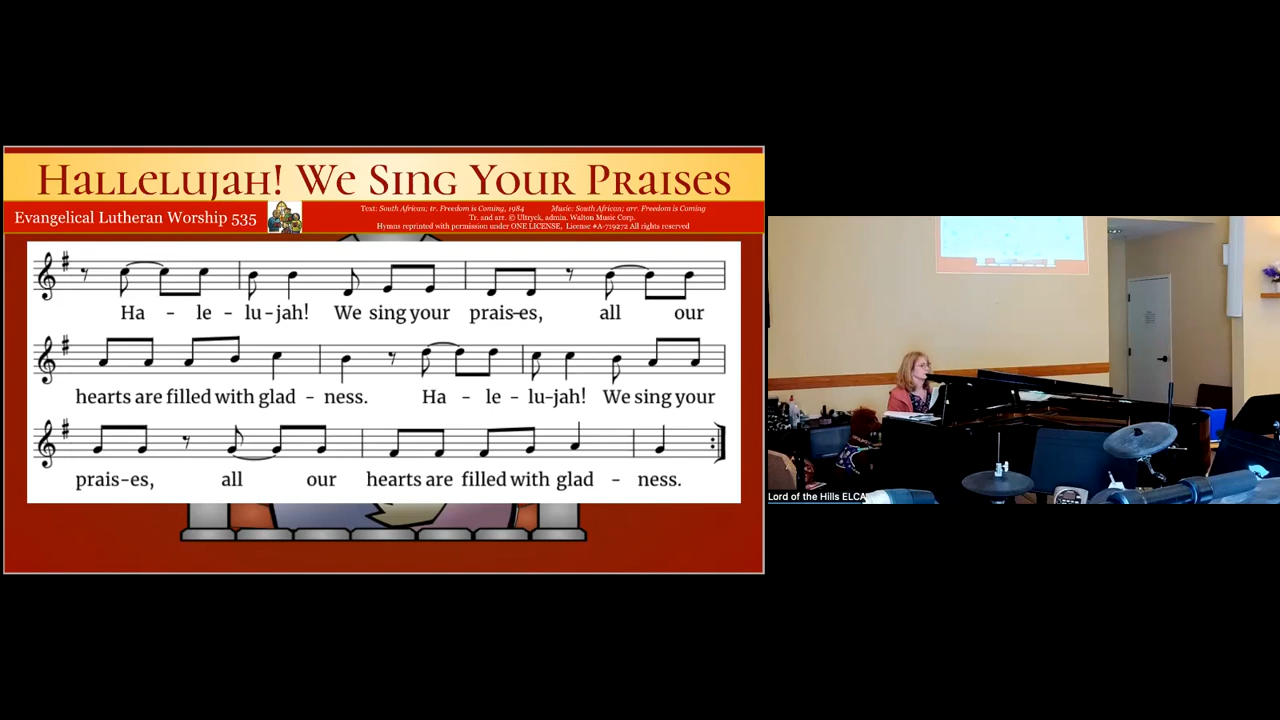 Hallelujah! We Sing Your Praises
Evangelical Lutheran Worship 535
Text: South African; tr. Freedom is Coming, 1984 Music: South African; arr. Freedom is Coming
Tr. and arr. © Ultryck, admin. Walton Music Corp.
Hymns reprinted with permission under ONE LICENSE, License #A-719272 All rights reserved
Ha - le - lu-jah! We sing your prais-es, all our
hearts are filled with glad - ness. Ha - le - lu-jah! We sing your
prais-es, all our hearts are filled with glad - ness.
Lord of the Hills ELCA